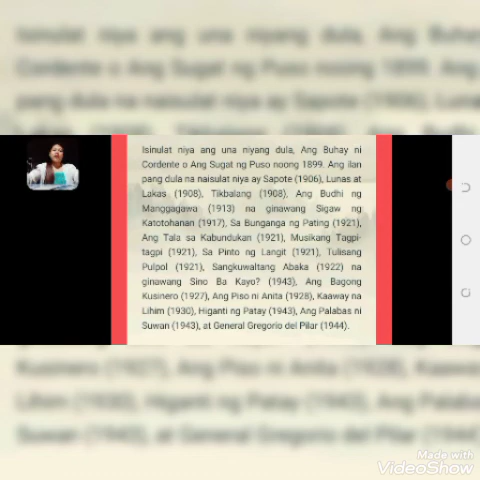 Isinulat niya ang una niyang dula, Ang Buhay ni
Cordente o Ang Sugat ng Puso noong 1899. Ang ilan
pang dula na naisulat niya ay Sapote (1906), Lunas at
Lakas (1908), Tikbalang (1908), Ang Budhi ng
Manggagawa (1913) na ginawang Sigaw ng
Katotohanan (1917), Sa Bunganga ng Pating (1921),
Ang Tala sa Kabundukan (1921), Musikang Tagpi-
tagpi (1921), Sa Pinto ng Langit (1921), Tulisang
Pulpol (1921), Sangkuwaltang Abaka (1922) na
ginawang Sino Ba Kayo? (1943), Ang Bagong
Kusinero (1927), Ang Piso ni Anita (1928), Kaaway na
Lihim (1930), Higanti ng Patay (1943), Ang Palabas ni
Suwan (1943), at General Gregorio del Pilar (1944).
Made with
VideoShow